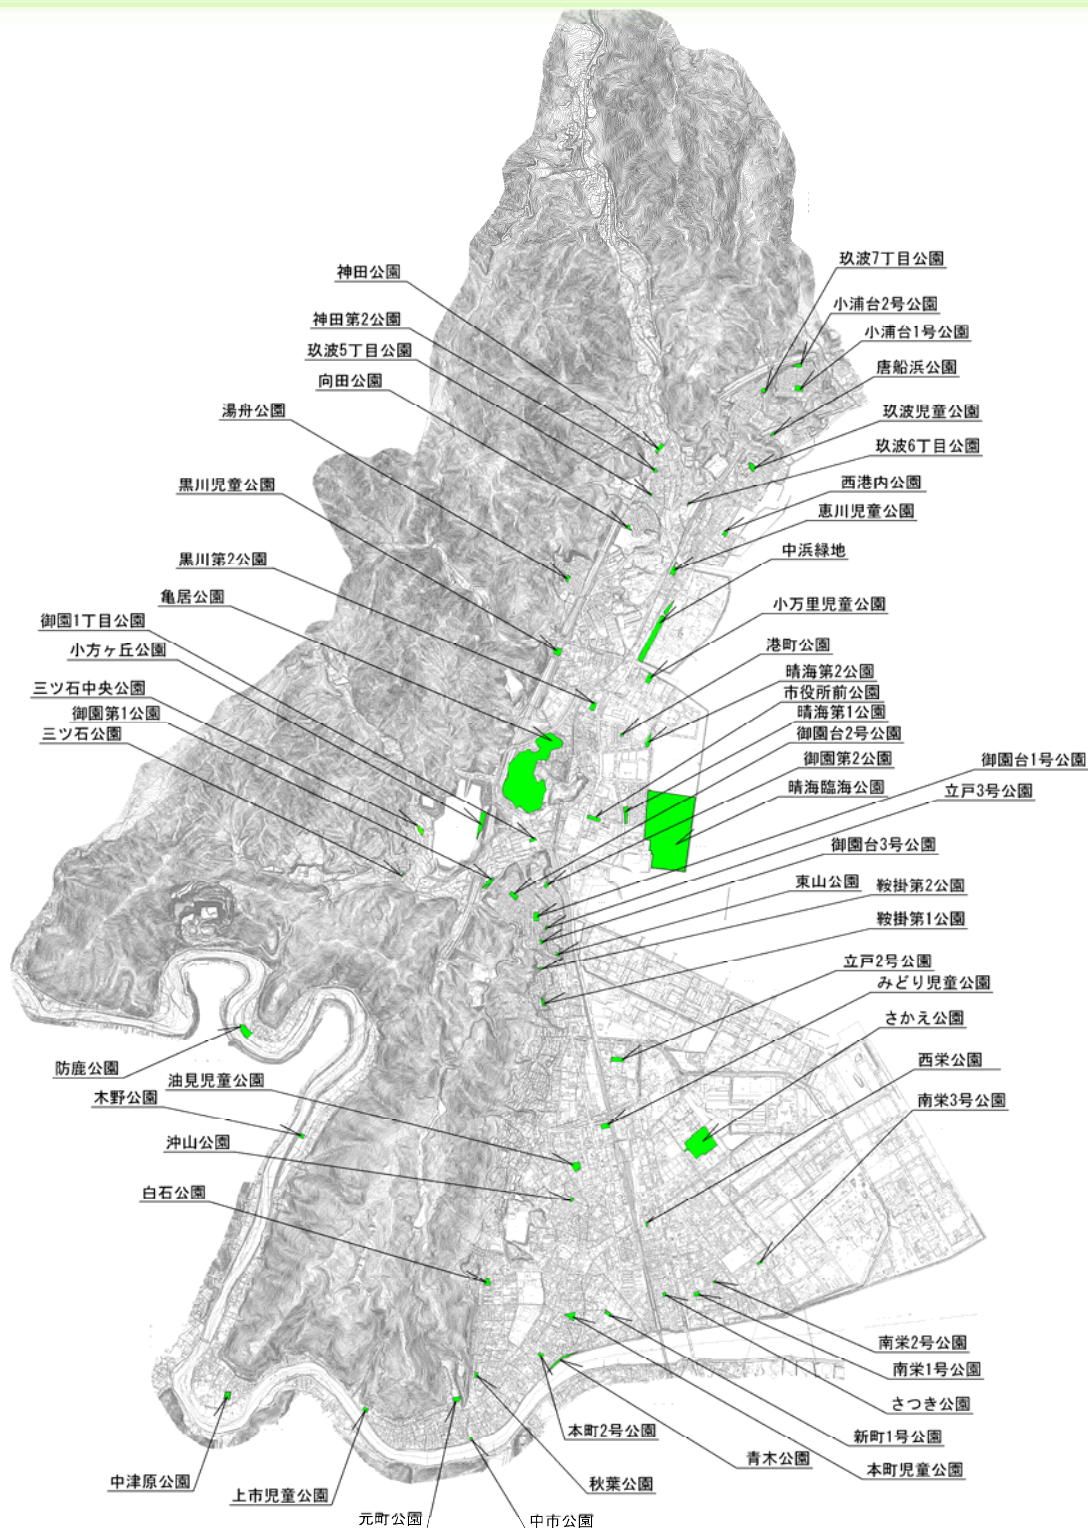 玖波7丁目公園
神田公園
小浦台2号公園
神田第2公園
小浦台1号公園
玖波5丁目公園
唐船浜公園
向田公園
湯舟公園
玖波児童公園
玖波6丁目公園
黒川児童公園
西港内公園
恵川児童公園
中浜緑地
黒川第2公園
亀居公園
小万里児童公園
御園1丁目公園
港町公園
小方ヶ丘公園
晴海第2公園
三ツ石中央公園
市役所前公園
御園第1公園
晴海第1公園
三ツ石公園
御園台2号公園
御園第2公園
御園台1号公園
晴海臨海公園
立戸3号公園
御園台3号公園
東山公園
鞍掛第2公園
鞍掛第1公園
立戸2号公園
みどり児童公園
さかえ公園
防鹿公園
西栄公園
油見児童公園
木野公園
南栄3号公園
沖山公園
白石公園
南栄2号公園
南栄1号公園
さつき公園
本町2号公園
新町1号公園
青木公園
本町児童公園
中津原公園
秋葉公園
上市児童公園
元町公園
中市公園